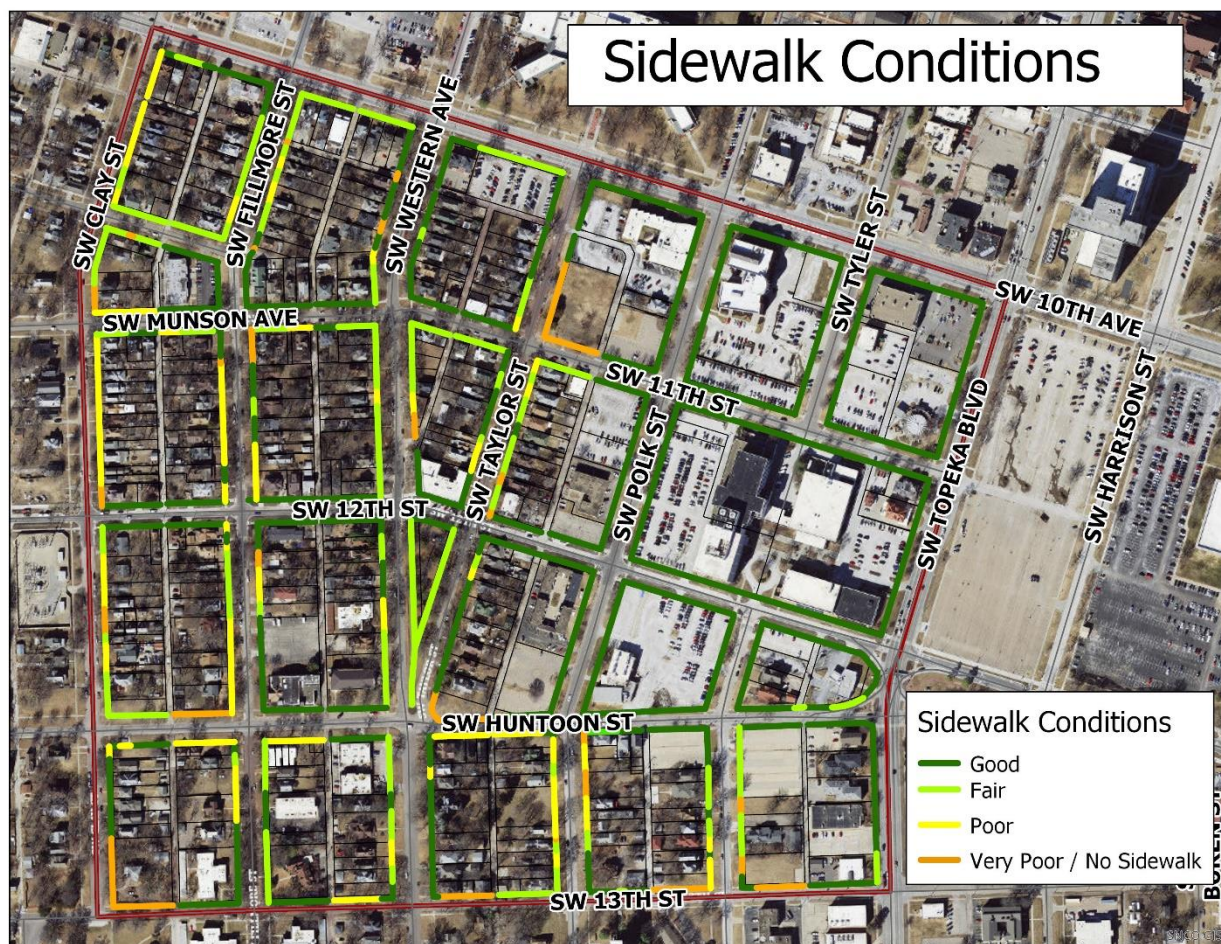 Sidewalk Conditions
SW CLAY ST
SW FILLMORE ST
SW WESTERN AVE
SW TYLER ST
SW 10TH AVE
SW MUNSON AVE
SW TAYLOR ST
SW 11TH ST
SW POLK ST
SW TOPEKA BLVD
SW HARRISON ST
SW 12TH ST
SW HUNTOON ST
SW 13TH ST
Sidewalk Conditions
Good
Fair
Poor
Very Poor / No Sidewalk